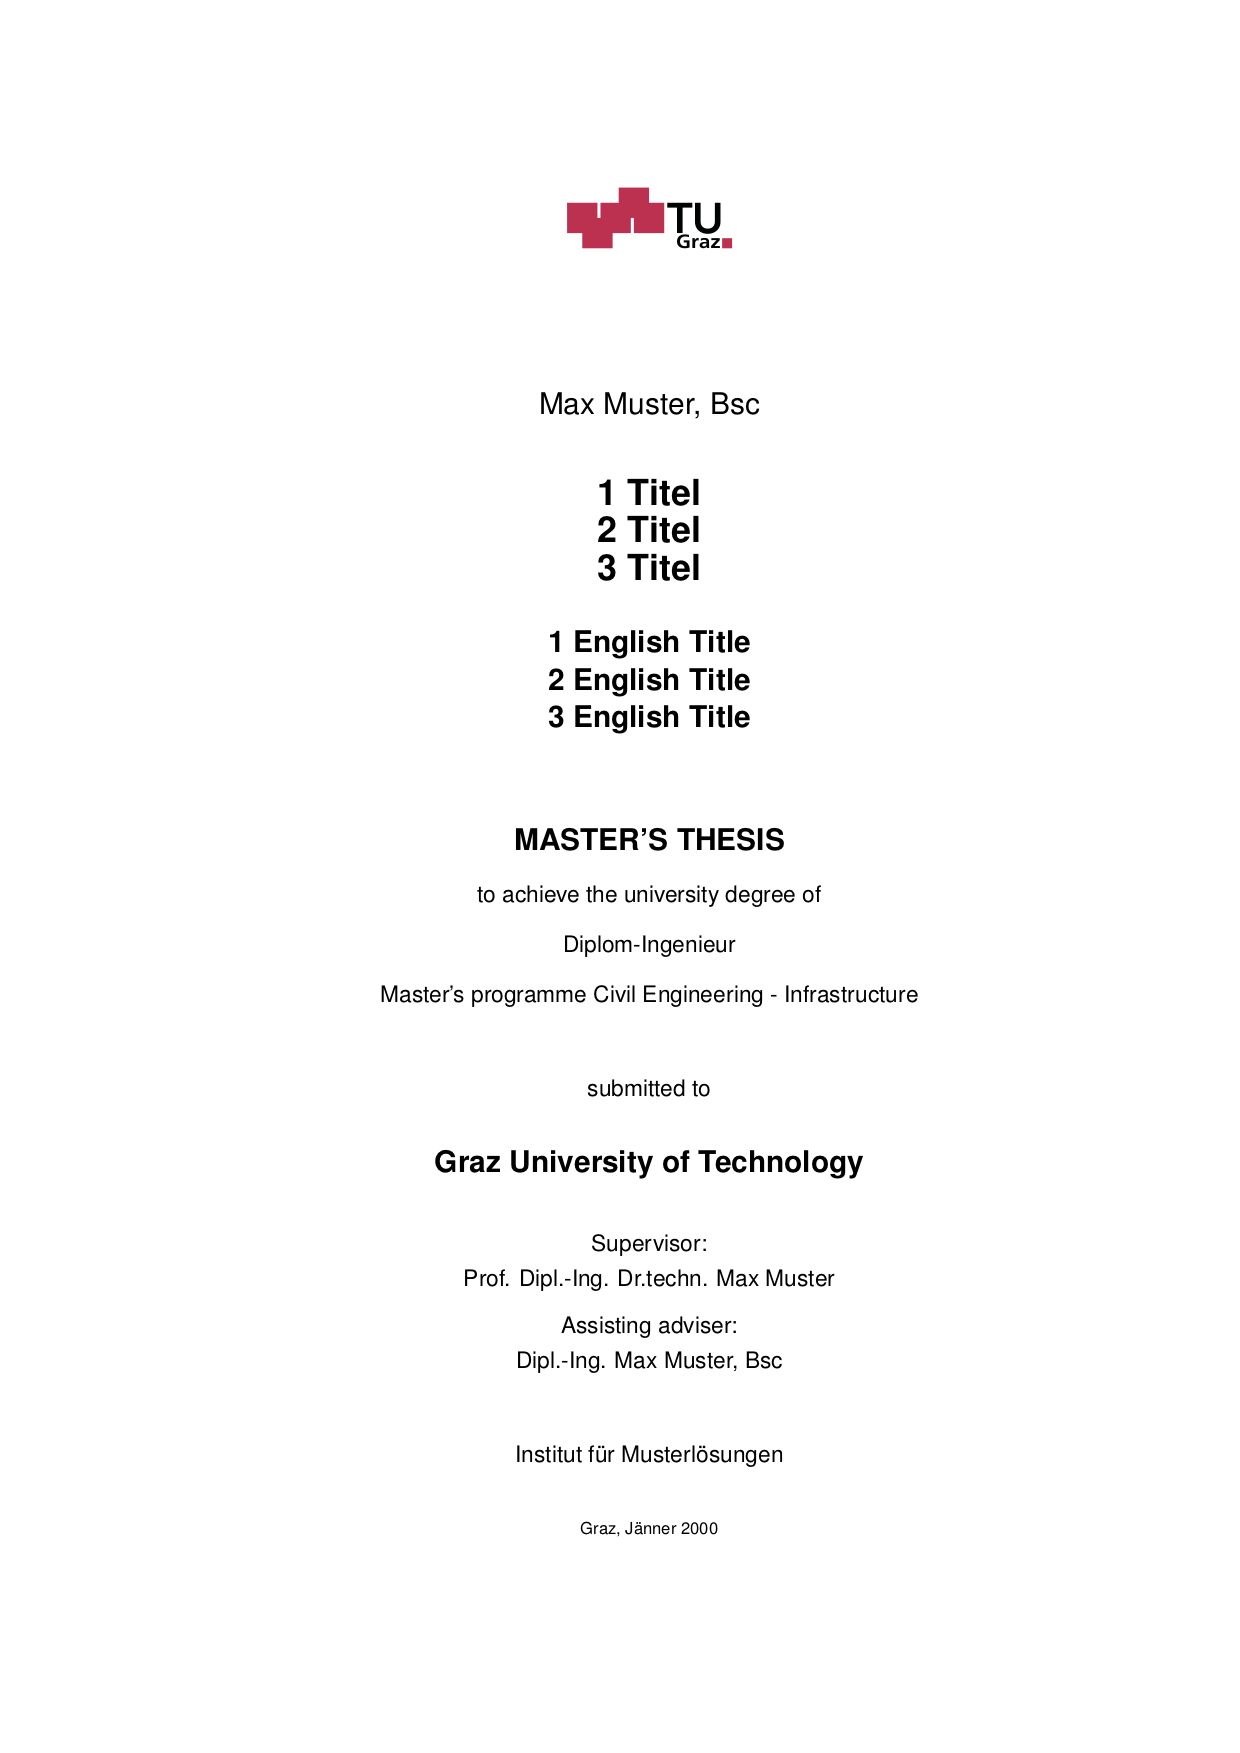 TU
Graz
Max Muster, Bsc
1 Titel
2 Titel
3 Titel
1 English Title
2 English Title
3 English Title
MASTER’S THESIS
to achieve the university degree of
Diplom-Ingenieur
Master’s programme Civil Engineering - Infrastructure
submitted to
Graz University of Technology
Supervisor:
Prof. Dipl.-Ing. Dr.techn. Max Muster
Assisting adviser:
Dipl.-Ing. Max Muster, Bsc
Institut für Musterlösungen
Graz, Jänner 2000